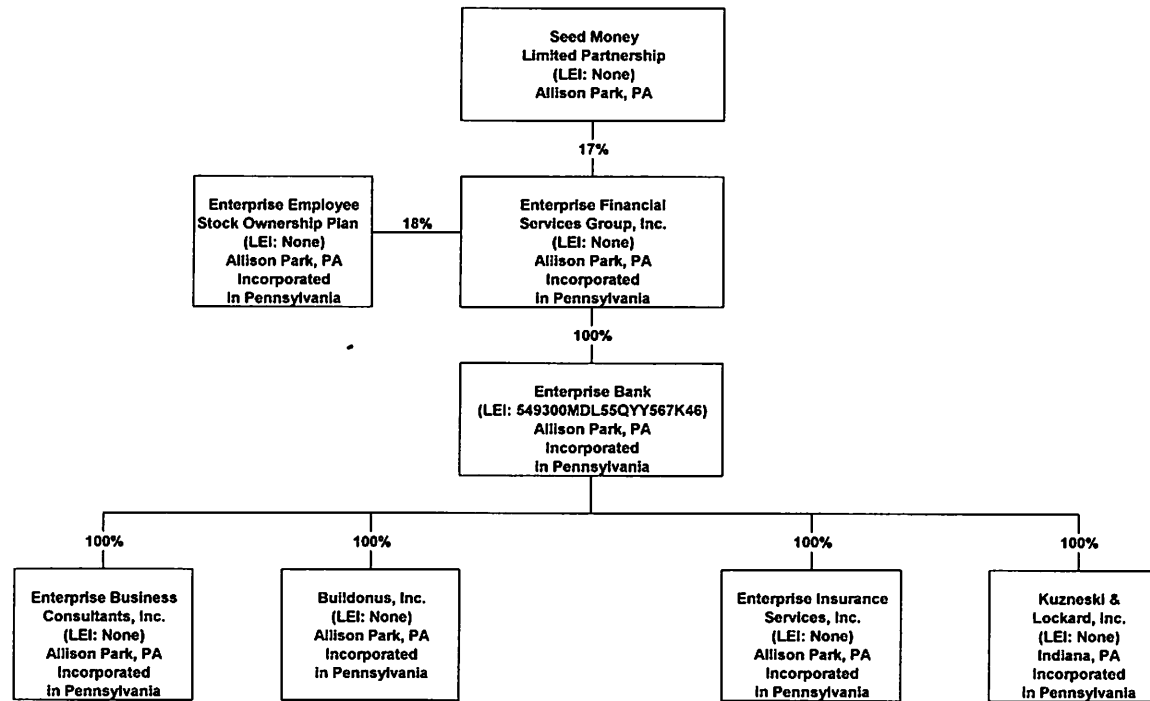 Seed Money
Limited Partnership
(LEI: None)
Allison Park, PA
17%
Enterprise Employee
Stock Ownership Plan
(LEI: None)
Allison Park, PA
Incorporated
in Pennsylvania
18%
Enterprise Financial
Services Group, Inc.
(LEI: None)
Allison Park, PA
Incorporated
in Pennsylvania
100%
Enterprise Bank
(LEI: 549300MDL55QYY567K46)
Allison Park, PA
Incorporated
in Pennsylvania
100%
Enterprise Business
Consultants, Inc.
(LEI: None)
Allison Park, PA
Incorporated
in Pennsylvania
100%
Buildonus, Inc.
(LEI: None)
Allison Park, PA
Incorporated
in Pennsylvania
100%
Enterprise Insurance
Services, Inc.
(LEI: None)
Allison Park, PA
Incorporated
in Pennsylvania
100%
Kuzneski &
Lockard, Inc.
(LEI: None)
Indiana, PA
Incorporated
in Pennsylvania